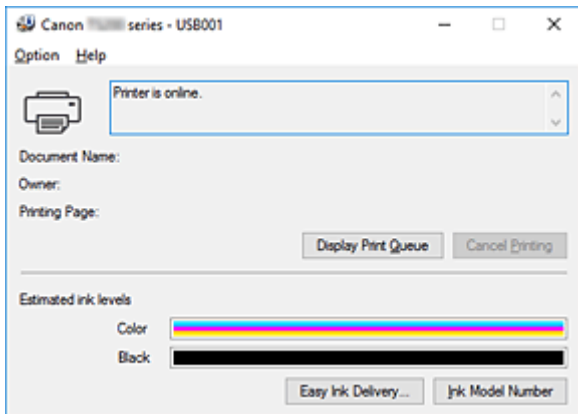 Canon series - USB001
Option Help
Printer is online.
Document Name:
Owner:
Printing Page:
Display Print Queue Cancel Printing
Estimated ink levels
Color
Black
Easy Ink Delivery... Ink Model Number